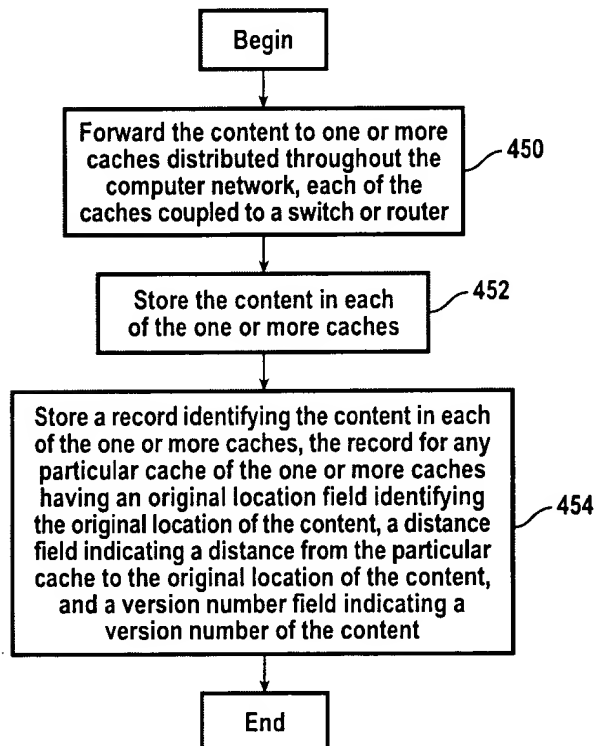 Begin
Forward the content to one or more
caches distributed throughout the
computer network, each of the
caches coupled to a switch or router
450
Store the content in each
of the one or more caches
452
Store a record identifying the content in each
of the one or more caches, the record for any
particular cache of the one or more caches
having an original location field identifying
the original location of the content, a distance
field indicating a distance from the particular
cache to the original location of the content,
and a version number field indicating a
version number of the content
454
End